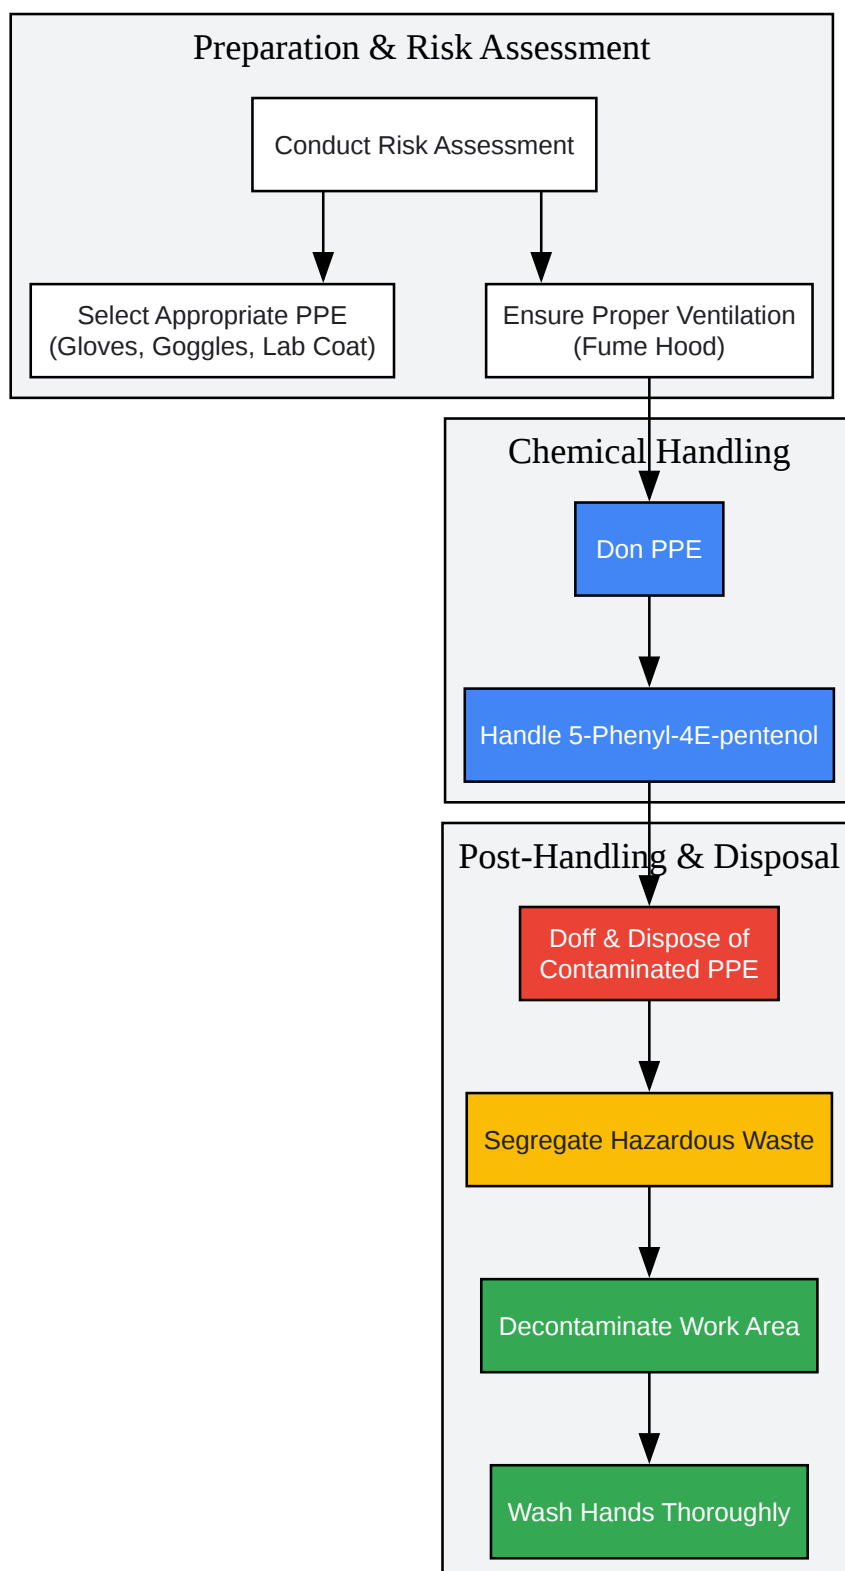 Preparation & Risk Assessment
Conduct Risk Assessment
Select Appropriate PPE
(Gloves, Goggles, Lab Coat)
Ensure Proper Ventilation
(Fume Hood)
Chemical Handling
Don PPE
Handle 5-Phenyl-4E-pentenol
Post-Handling & Disposal
Doff & Dispose of
Contaminated PPE
Segregate Hazardous Waste
Decontaminate Work Area
Wash Hands Thoroughly